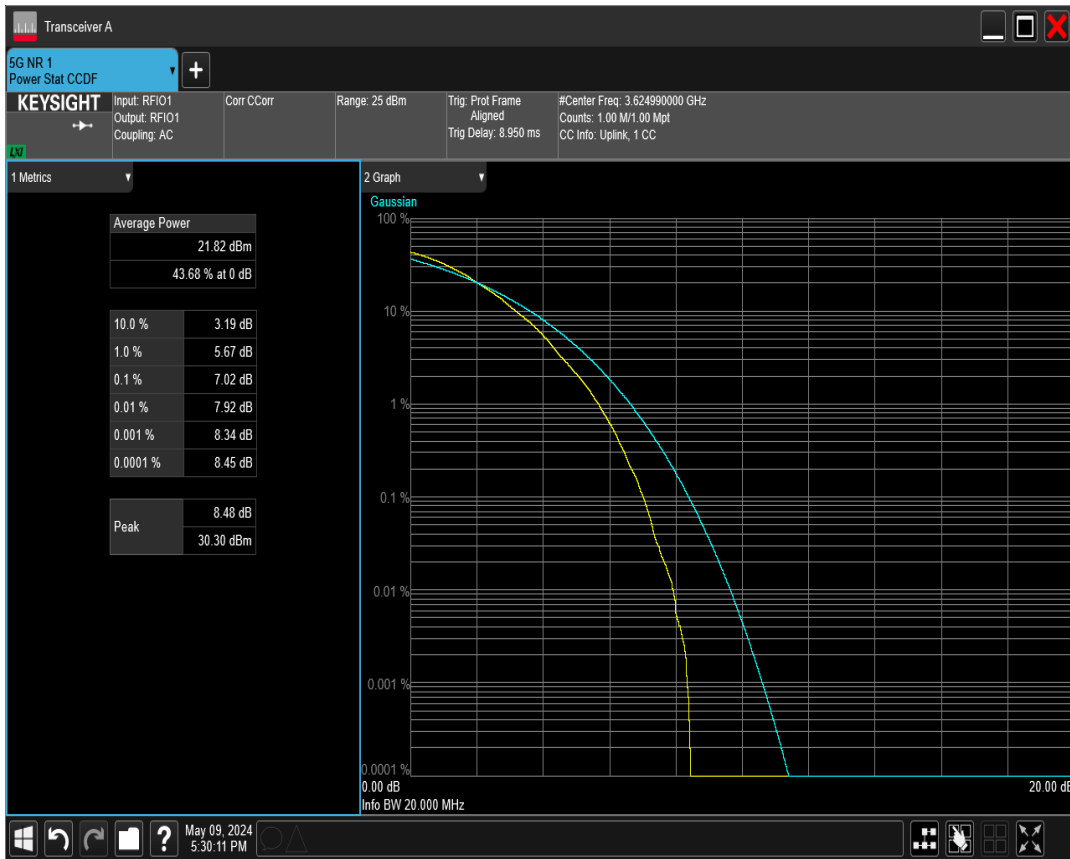 Transceiver A
5G NR 1
Power Stat CCDF
+
KEYSIGHT
LXI
Input: RFIO1
Output: RFIO1
Coupling: AC
Corr CCorr
Range: 25 dBm
Trig: Prot Frame
Aligned
Trig Delay: 8.950 ms
#Center Freq: 3.624990000 GHz
Counts: 1.00 M/1.00 Mpt
CC Info: Uplink, 1 CC
1 Metrics
Average Power
21.82 dBm
43.68 % at 0 dB
10.0 % 3.19 dB
1.0 % 5.67 dB
0.1 % 7.02 dB
0.01 % 7.92 dB
0.001 % 8.34 dB
0.0001 % 8.45 dB
Peak 8.48 dB
30.30 dBm
2 Graph
Gaussian
100 %
10 %
1 %
0.1 %
0.01 %
0.001 %
0.0001 %
0.00 dB 20.00 dB
Info BW 20.000 MHz
?
May 09, 2024
5:30:11 PM